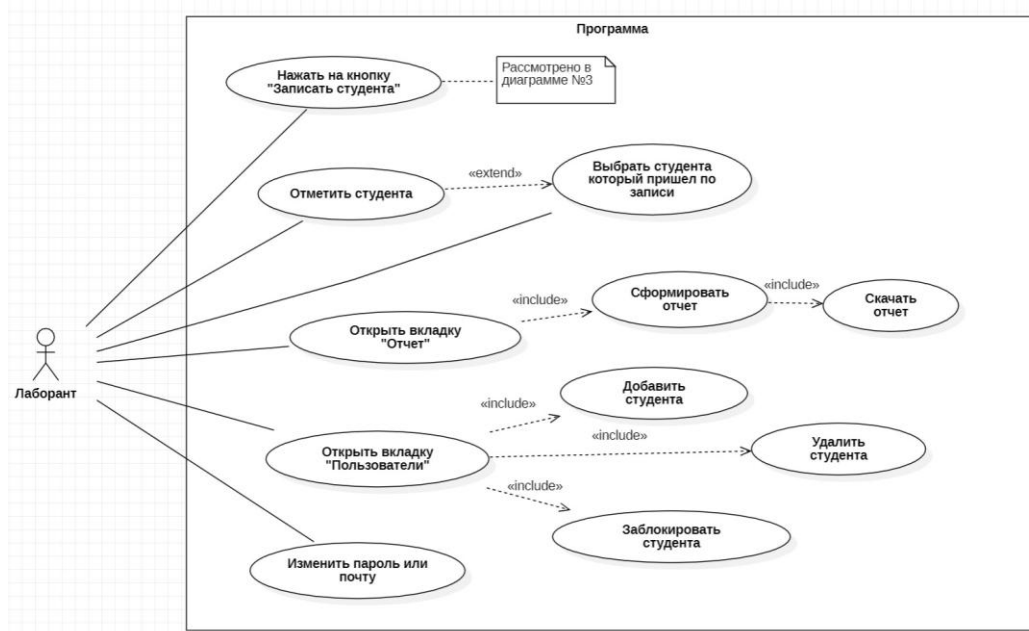 Программа
Нажать на кнопку
"Записать студента"
Рассмотрено в
диаграмме №3
Отметить студента
«extend»
Выбрать студента
который пришел по
записи
Открыть вкладку
"Отчет"
«include»
Сформировать
отчет
«include»
Скачать
отчет
Лаборант
Открыть вкладку
"Пользователи"
«include»
Добавить
студента
«include»
Удалить
студента
«include»
Заблокировать
студента
Изменить пароль или
почту